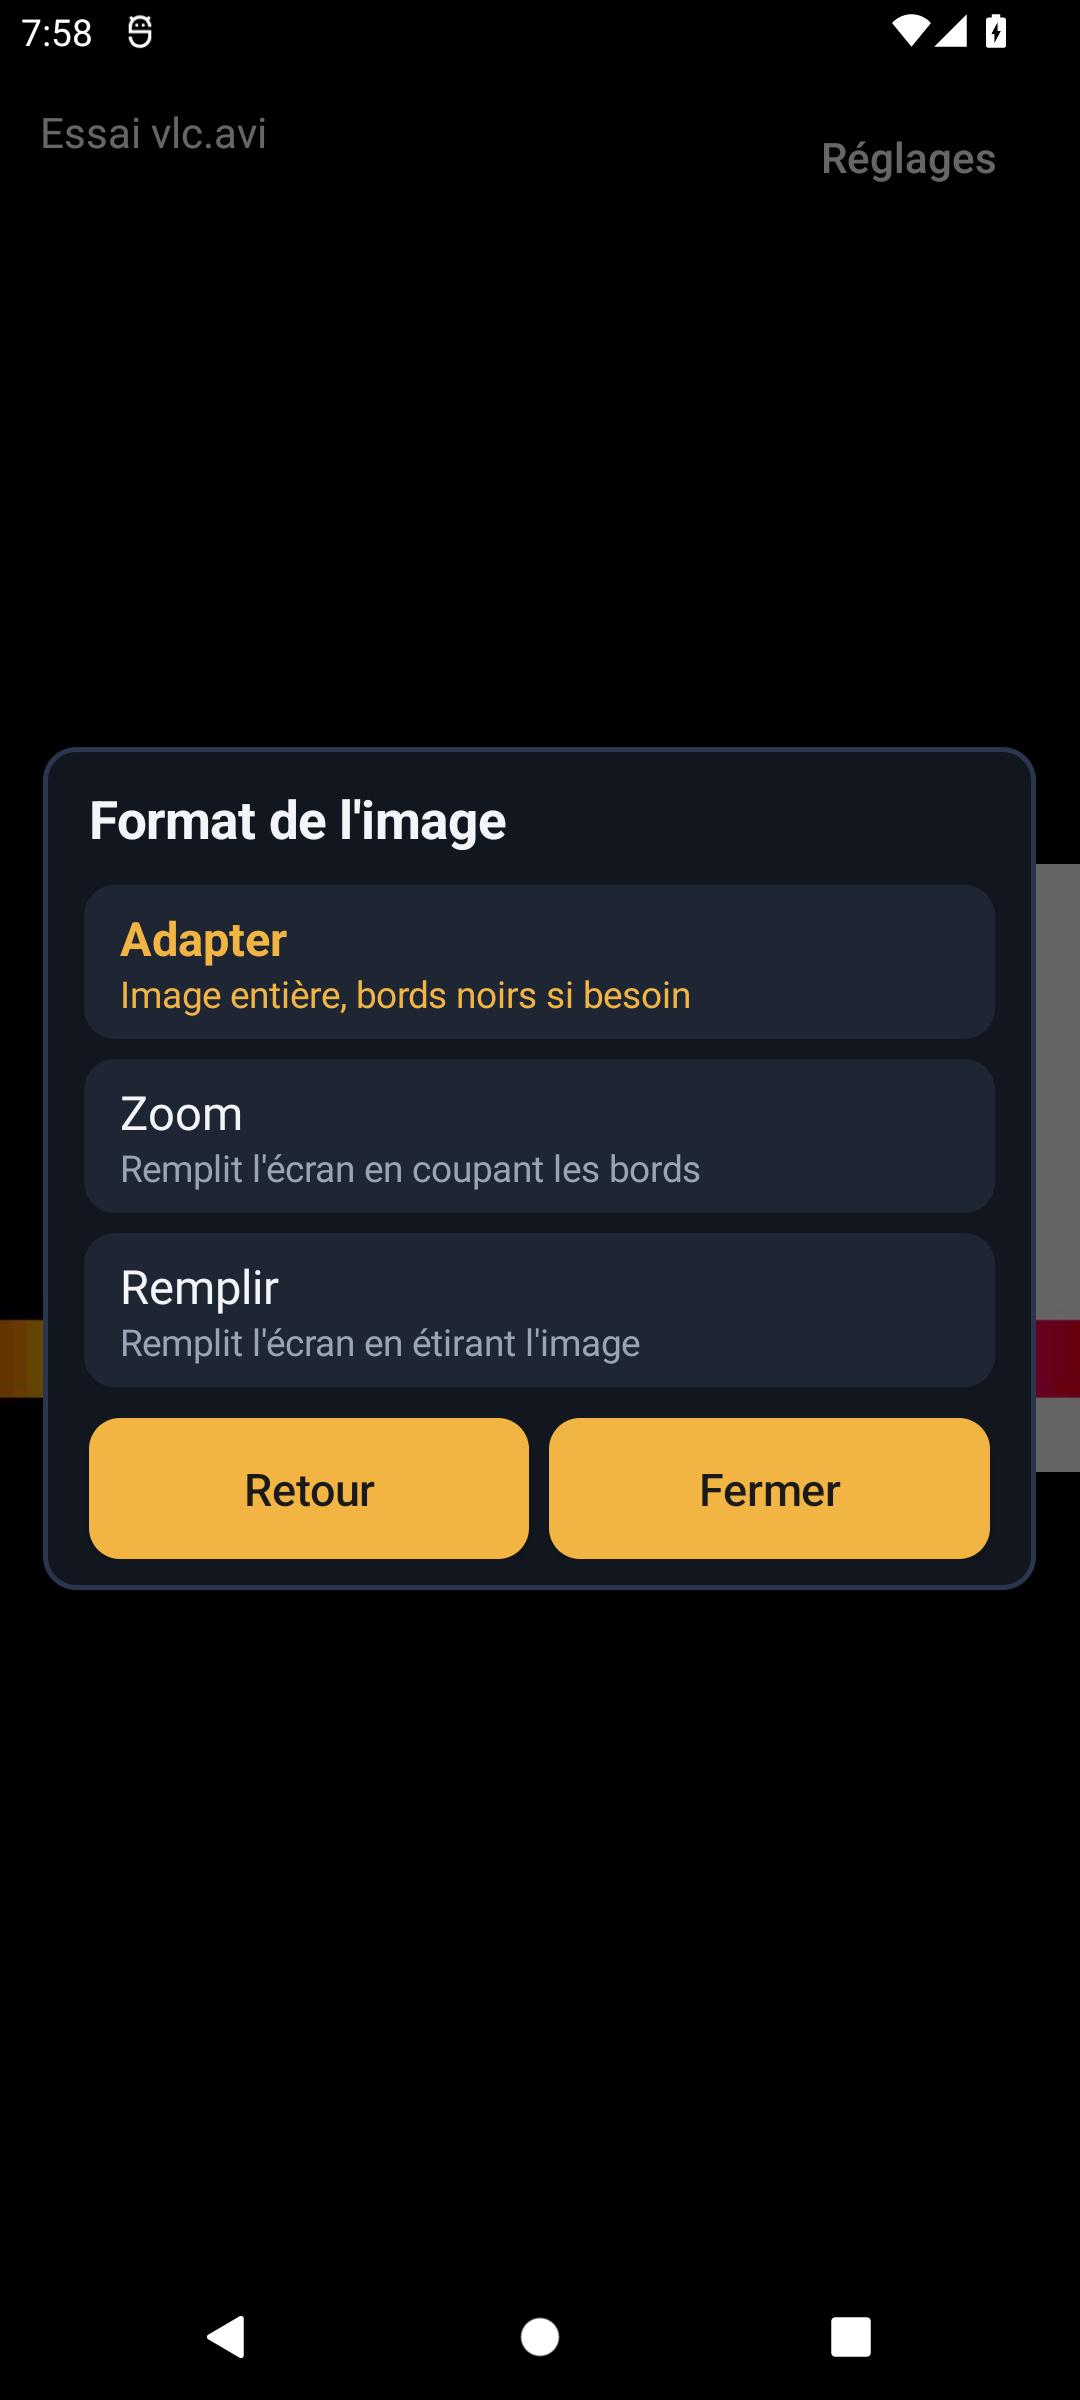 7:58
Essai vlc.avi
Réglages
Format de l'image
Adapter
Image entière, bords noirs si besoin
Zoom
Remplit l'écran en coupant les bords
Remplir
Remplit l'écran en étirant l'image
Retour
Fermer